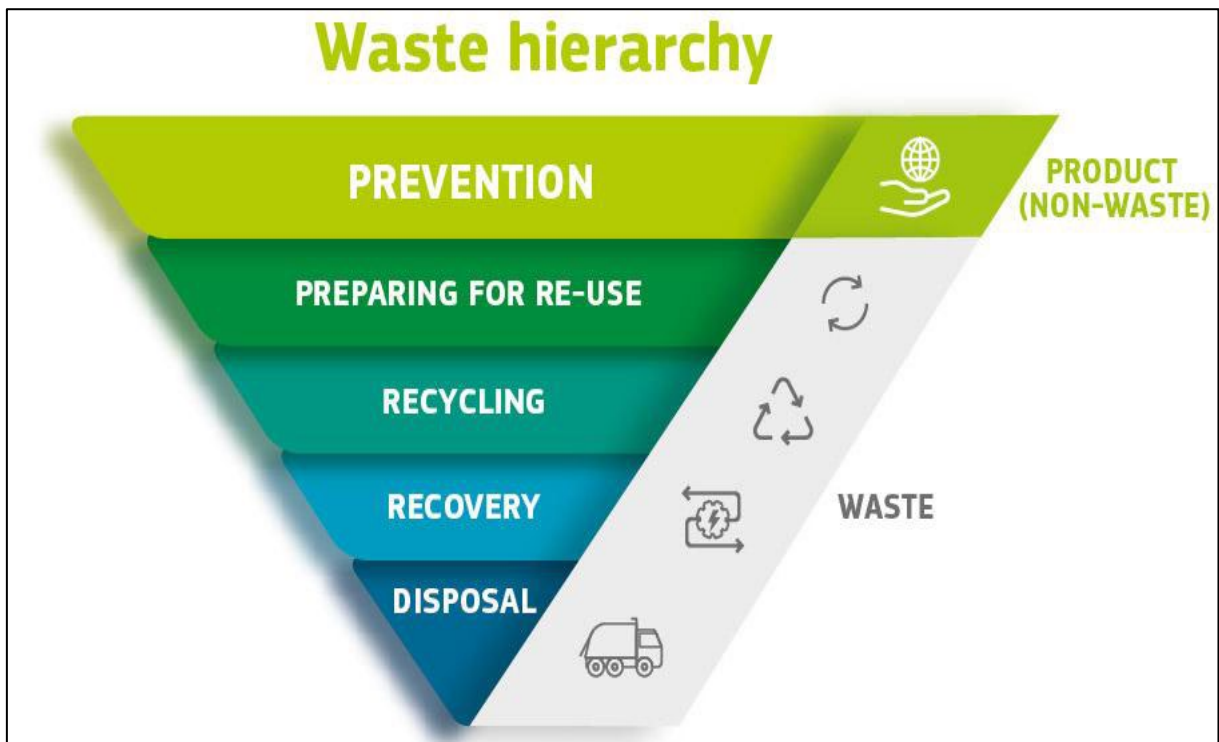 Waste hierarchy
PREVENTION
PRODUCT
(NON-WASTE)
PREPARING FOR RE-USE
RECYCLING
RECOVERY
WASTE
DISPOSAL